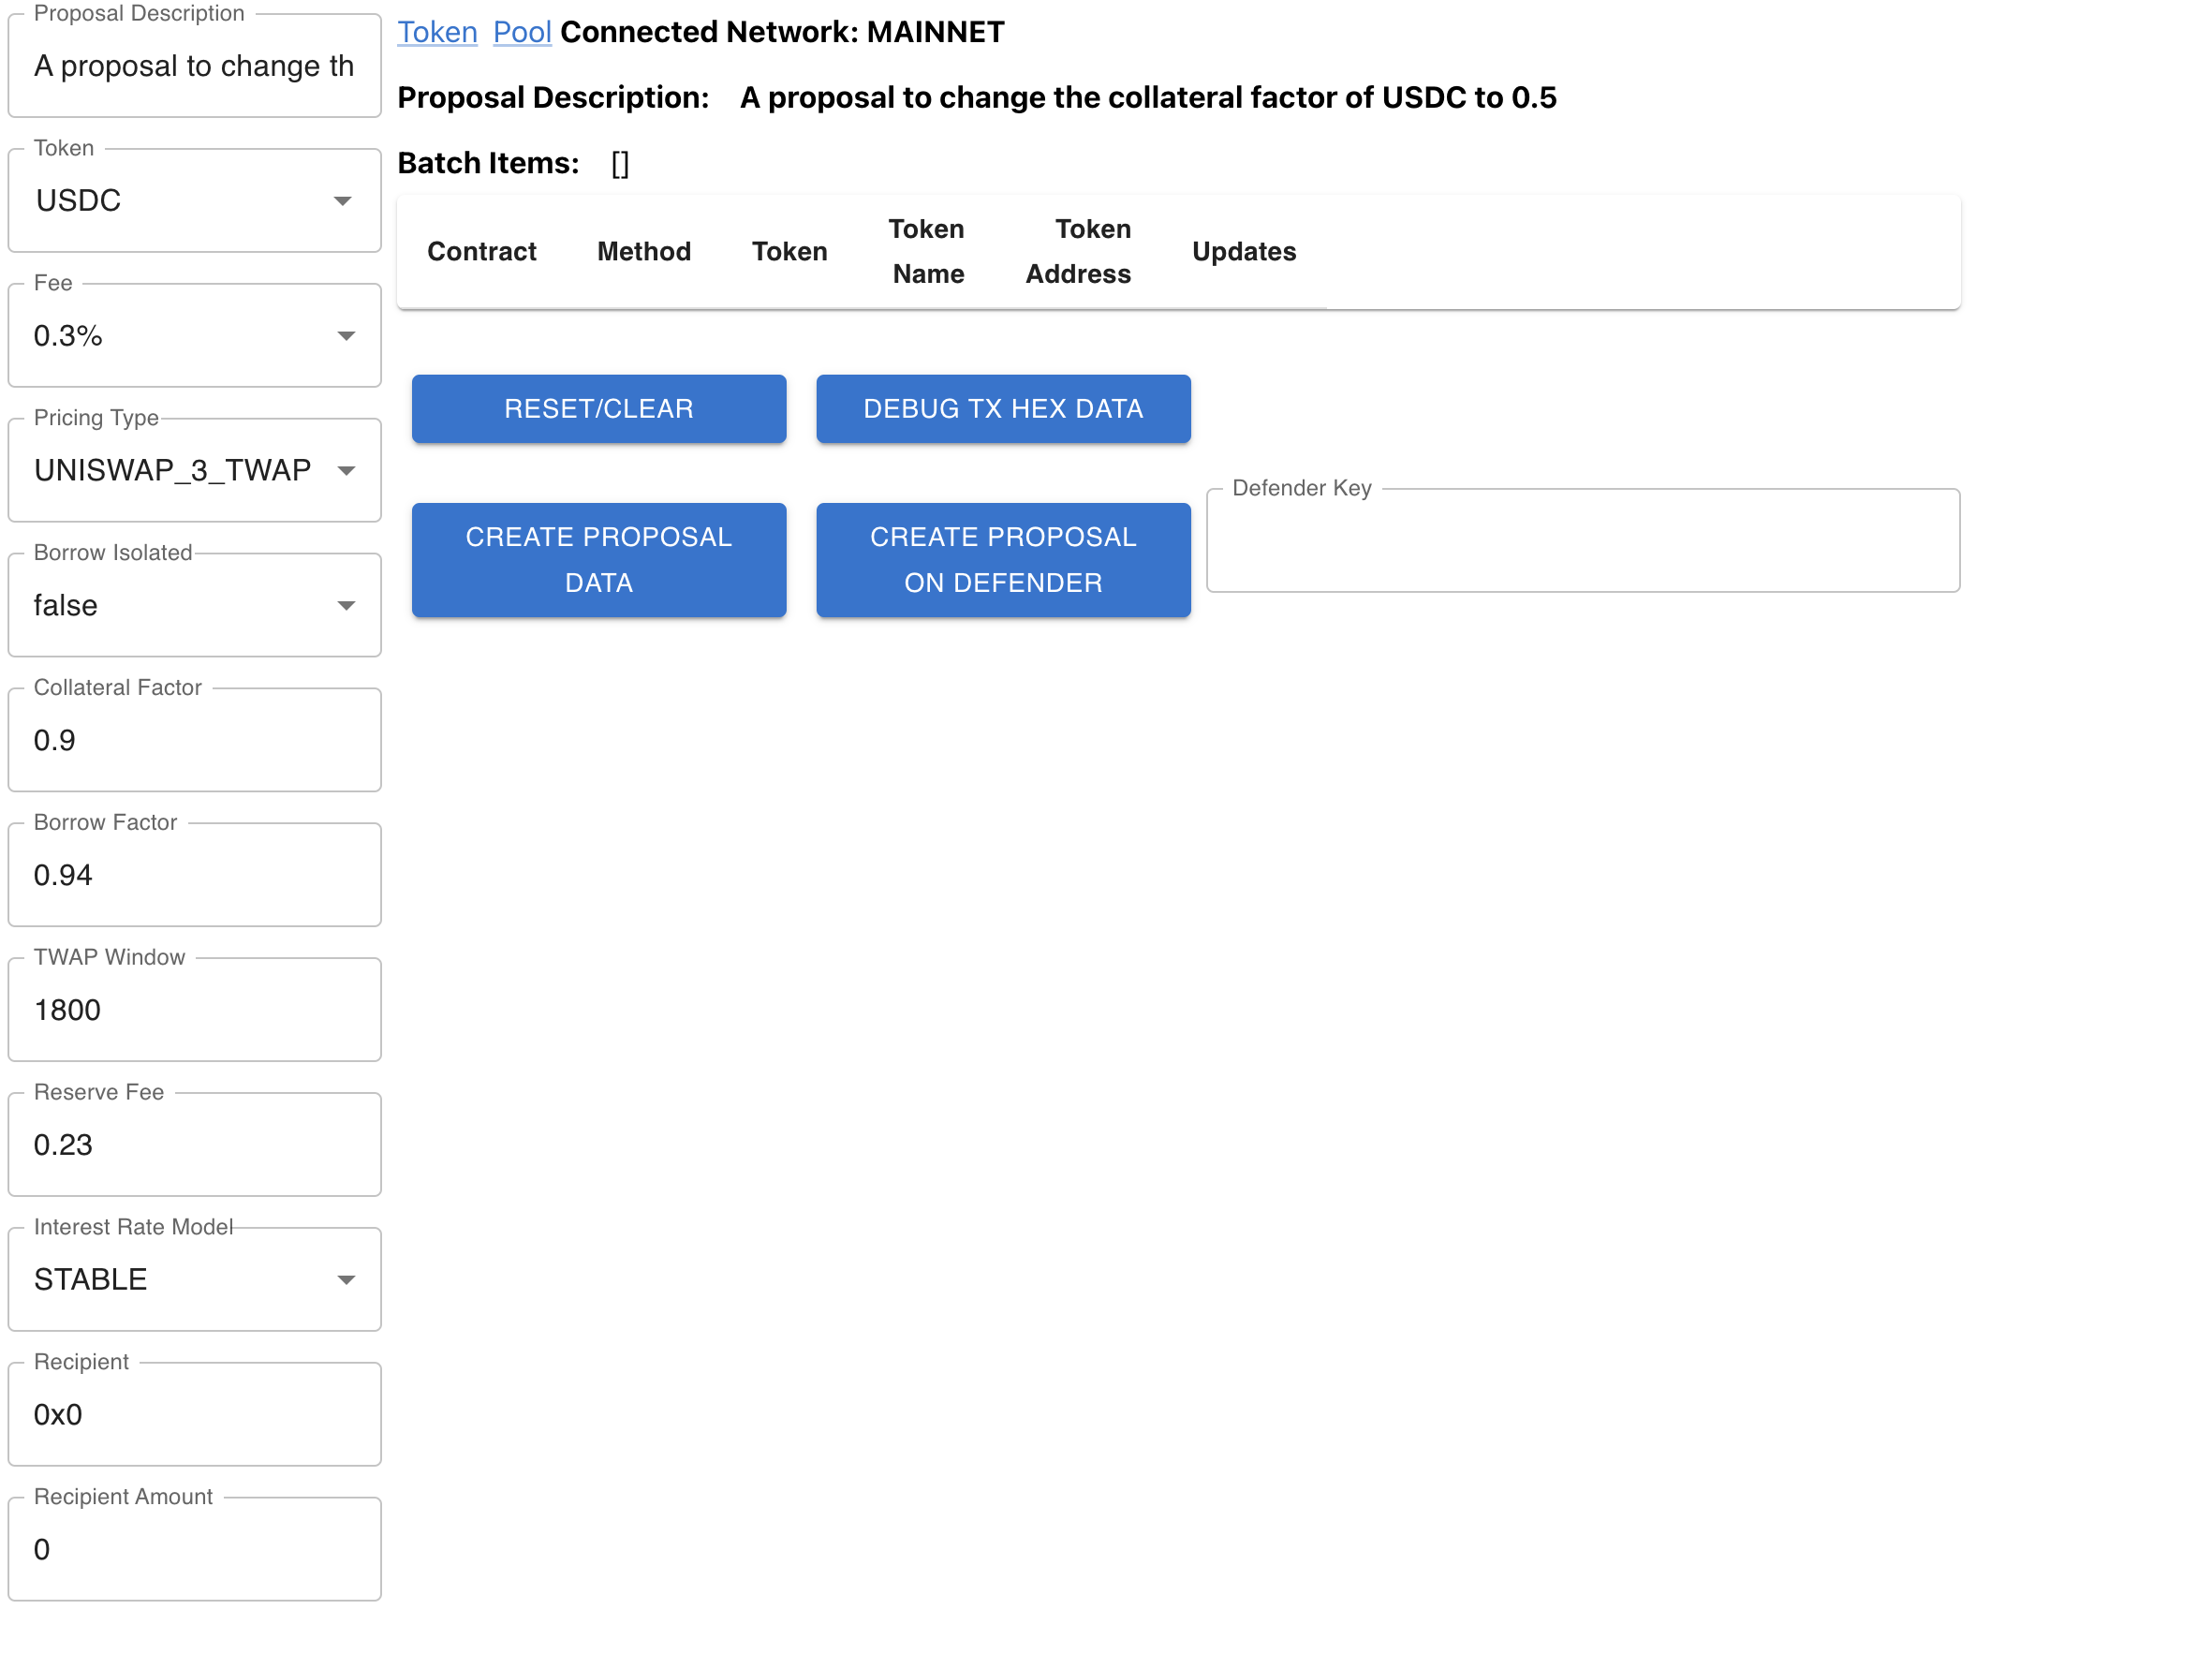 Proposal Description
A proposal to change th
Token
USDC
Fee
0.3%
Pricing Type
UNISWAP_3_TWAP
Borrow Isolated
false
Collateral Factor
0.9
Borrow Factor
0.94
TWAP Window
1800
Reserve Fee
0.23
Interest Rate Model
STABLE
Recipient
0x0
Recipient Amount
0
Token Pool Connected Network: MAINNET
Proposal Description: A proposal to change the collateral factor of USDC to 0.5
Batch Items: []
Contract Method Token Token Name Token Address Updates
RESET/CLEAR DEBUG TX HEX DATA
CREATE PROPOSAL DATA
CREATE PROPOSAL ON DEFENDER
Defender Key